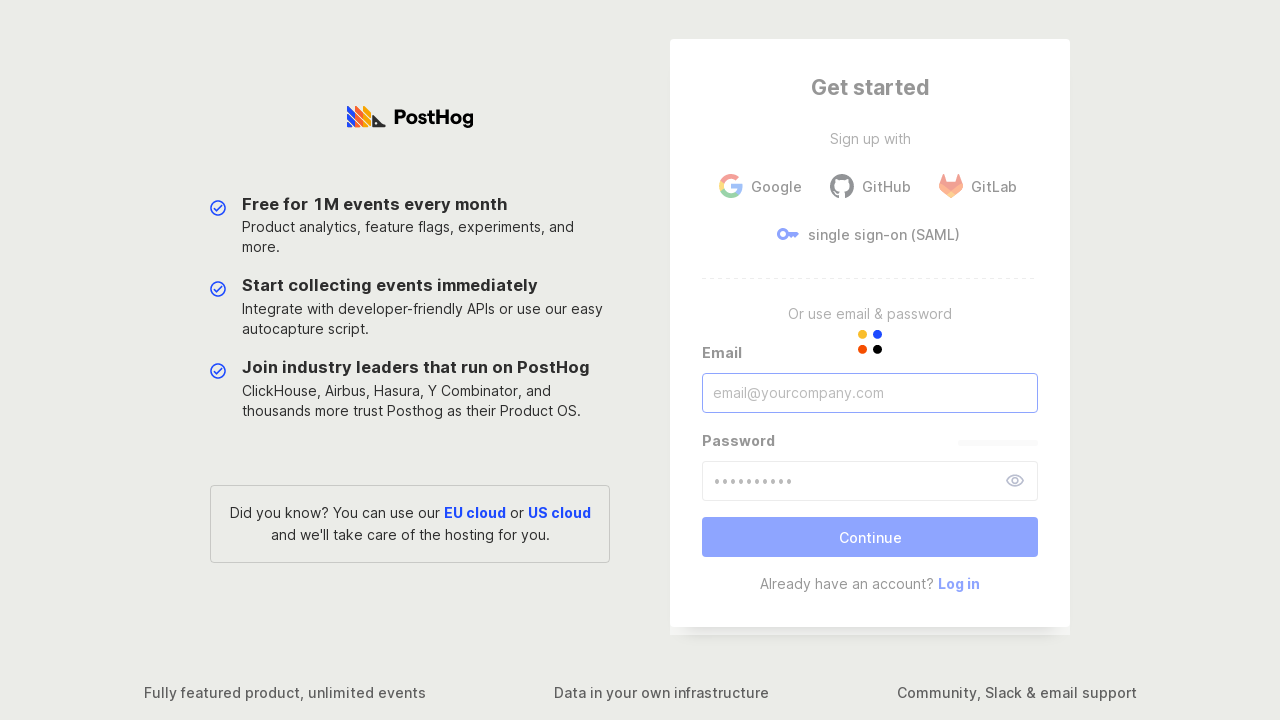 PostHog
Free for 1M events every month
Product analytics, feature flags, experiments, and
more.
Start collecting events immediately
Integrate with developer-friendly APIs or use our easy
autocapture script.
Join industry leaders that run on PostHog
ClickHouse, Airbus, Hasura, Y Combinator, and
thousands more trust Posthog as their Product OS.
Did you know? You can use our EU cloud or US cloud
and we'll take care of the hosting for you.
Get started
Sign up with
Google GitHub GitLab
single sign-on (SAML)
Or use email & password
Email
email@yourcompany.com
Password
••••••••••
Continue
Already have an account? Log in
Fully featured product, unlimited events
Data in your own infrastructure
Community, Slack & email support